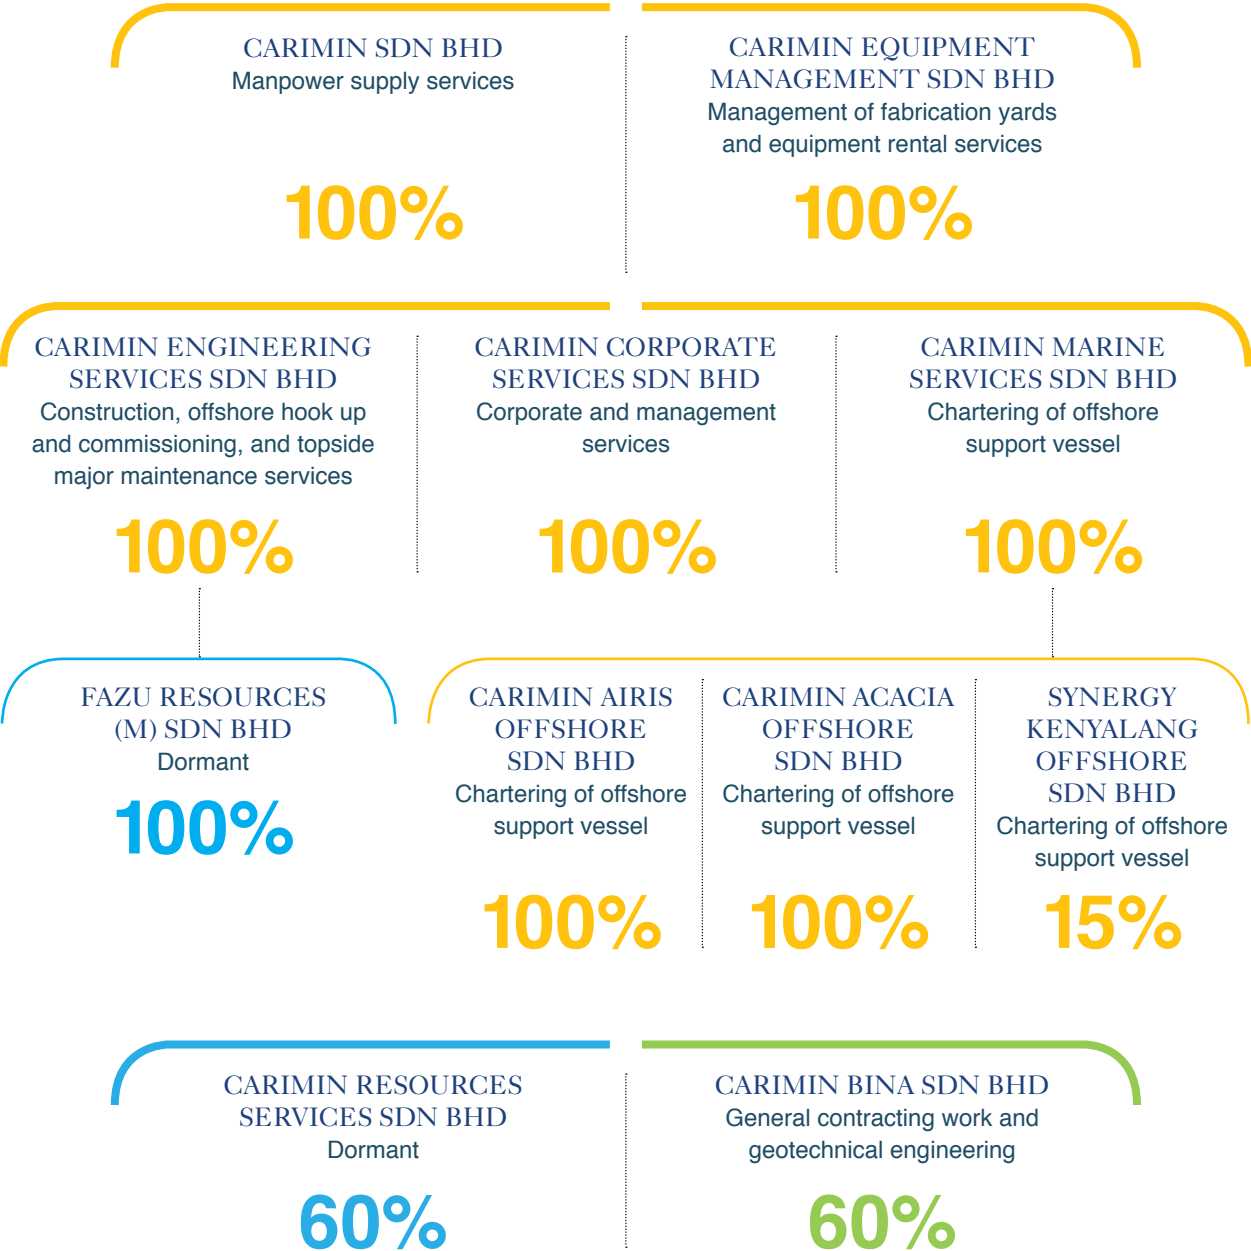 CARIMIN SDN BHD
Manpower supply services
100%
CARIMIN EQUIPMENT
MANAGEMENT SDN BHD
Management of fabrication yards
and equipment rental services
100%
CARIMIN ENGINEERING
SERVICES SDN BHD
Construction, offshore hook up
and commissioning, and topside
major maintenance services
100%
CARIMIN CORPORATE
SERVICES SDN BHD
Corporate and management
services
100%
CARIMIN MARINE
SERVICES SDN BHD
Chartering of offshore
support vessel
100%
FAZU RESOURCES
(M) SDN BHD
Dormant
100%
CARIMIN AIRIS
OFFSHORE
SDN BHD
Chartering of offshore
support vessel
100%
CARIMIN ACACIA
OFFSHORE
SDN BHD
Chartering of offshore
support vessel
100%
SYNERGY
KENYALANG
OFFSHORE
SDN BHD
Chartering of offshore
support vessel
15%
CARIMIN RESOURCES
SERVICES SDN BHD
Dormant
60%
CARIMIN BINA SDN BHD
General contracting work and
geotechnical engineering
60%